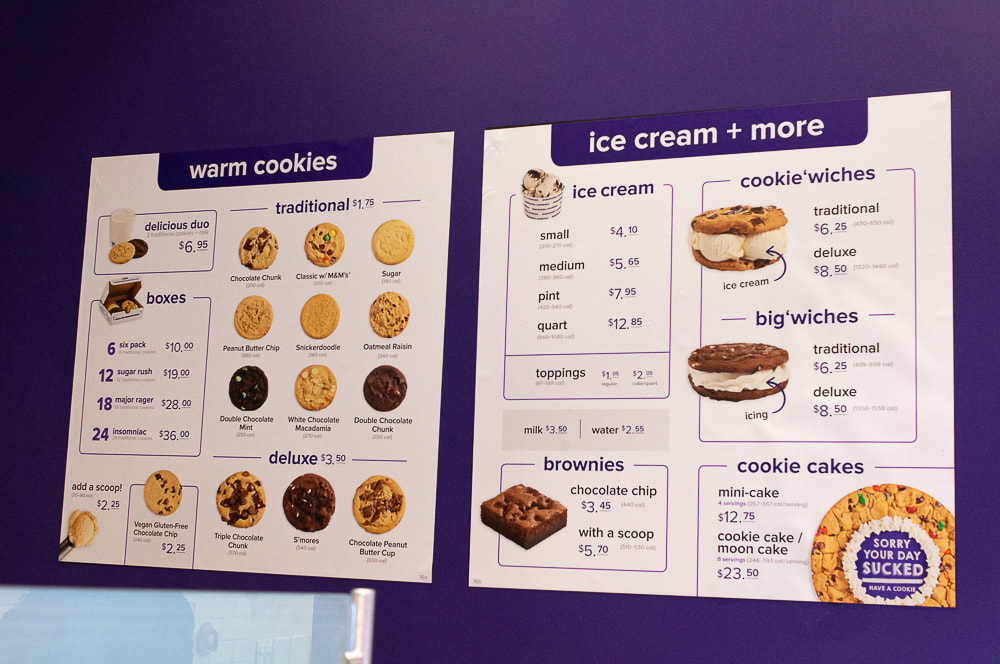 warm cookies
traditional $1.75
delicious duo
2 traditional cookies + milk
$6.95
Chocolate Chunk
(250 cal)
Classic w/ M&M's®
(250 cal)
Sugar
(190 cal)
boxes
6 six pack $10.00
6 traditional cookies
12 sugar rush $19.00
12 traditional cookies
18 major rager $28.00
18 traditional cookies
24 insomniac $36.00
24 traditional cookies
Peanut Butter Chip
(280 cal)
Snickerdoodle
(180 cal)
Oatmeal Raisin
(240 cal)
Double Chocolate
Mint
(250 cal)
White Chocolate
Macadamia
(270 cal)
Double Chocolate
Chunk
(250 cal)
deluxe $3.50
add a scoop!
(70-90 cal)
$2.25
Vegan Gluten-Free
Chocolate Chip
(240 cal)
$2.25
Triple Chocolate
Chunk
(570 cal)
S'mores
(540 cal)
Chocolate Peanut
Butter Cup
(630 cal)
ice cream + more
ice cream
small $4.10
(210-270 cal)
medium $5.65
(280-360 cal)
pint $7.95
(420-540 cal)
quart $12.85
(840-1080 cal)
toppings $1.05 $2.05
regular cake/quart
milk $3.50 | water $2.55
brownies
chocolate chip
$3.45 (440 cal)
with a scoop
$5.70 (510-530 cal)
cookie'wiches
traditional
$6.25 (430-650 cal)
deluxe
$8.50 (1220-1440 cal)
ice cream
big'wiches
traditional
$6.25 (499-699 cal)
deluxe
$8.50 (1358-1558 cal)
icing
cookie cakes
mini-cake
4 servings (267-367 cal/serving)
$12.75
cookie cake /
moon cake
8 servings (246-393 cal/serving)
$23.50
SORRY
YOUR DAY
SUCKED
HAVE A COOKIE